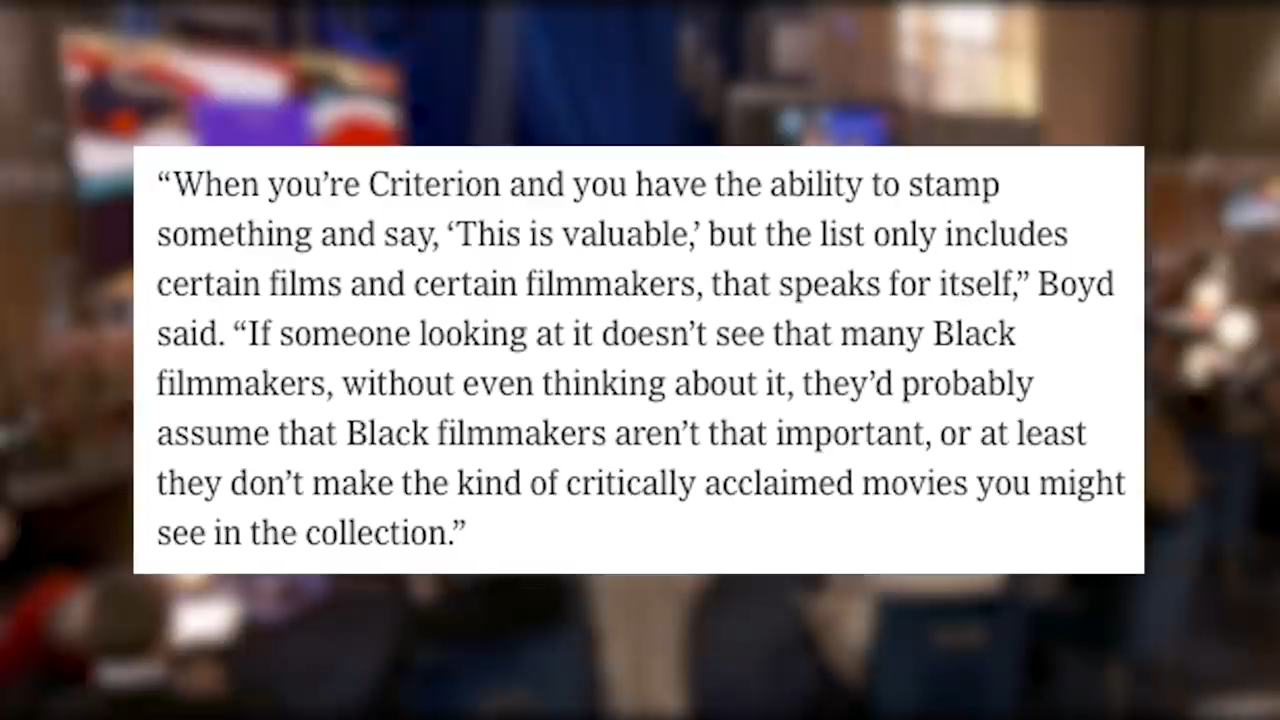 “When you’re Criterion and you have the ability to stamp
something and say, ‘This is valuable,’ but the list only includes
certain films and certain filmmakers, that speaks for itself,” Boyd
said. “If someone looking at it doesn’t see that many Black
filmmakers, without even thinking about it, they’d probably
assume that Black filmmakers aren’t that important, or at least
they don’t make the kind of critically acclaimed movies you might
see in the collection.”